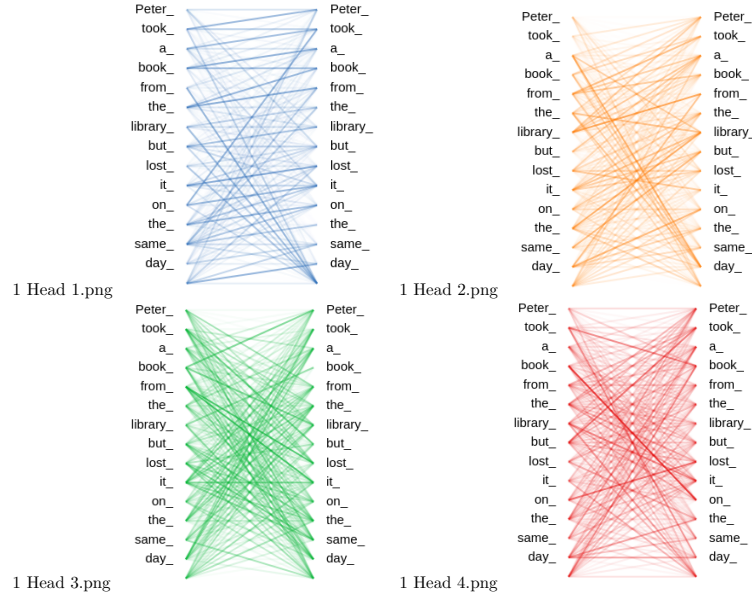 Peter_ Peter_
took_ took_
a_ a_
book_ book_
from_ from_
the_ the_
library_ library_
but_ but_
lost_ lost_
it_ it_
on_ on_
the_ the_
same_ same_
day_ day_
1 Head 1.png
Peter_ Peter_
took_ took_
a_ a_
book_ book_
from_ from_
the_ the_
library_ library_
but_ but_
lost_ lost_
it_ it_
on_ on_
the_ the_
same_ same_
day_ day_
1 Head 2.png
Peter_ Peter_
took_ took_
a_ a_
book_ book_
from_ from_
the_ the_
library_ library_
but_ but_
lost_ lost_
it_ it_
on_ on_
the_ the_
same_ same_
day_ day_
1 Head 3.png
Peter_ Peter_
took_ took_
a_ a_
book_ book_
from_ from_
the_ the_
library_ library_
but_ but_
lost_ lost_
it_ it_
on_ on_
the_ the_
same_ same_
day_ day_
1 Head 4.png